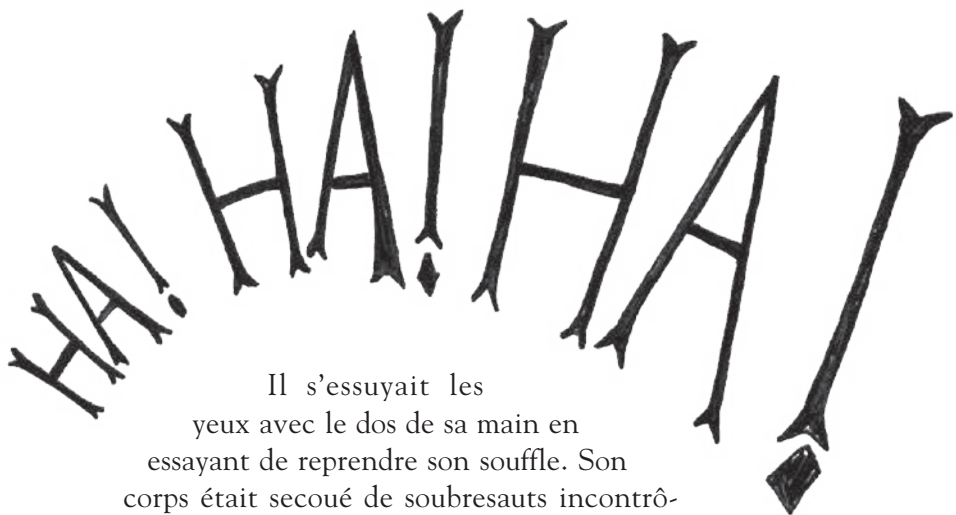 HA! HA! HA!
Il s'essuyait les
yeux avec le dos de sa main en
essayant de reprendre son souffle. Son
corps était secoué de soubresauts incontrô-